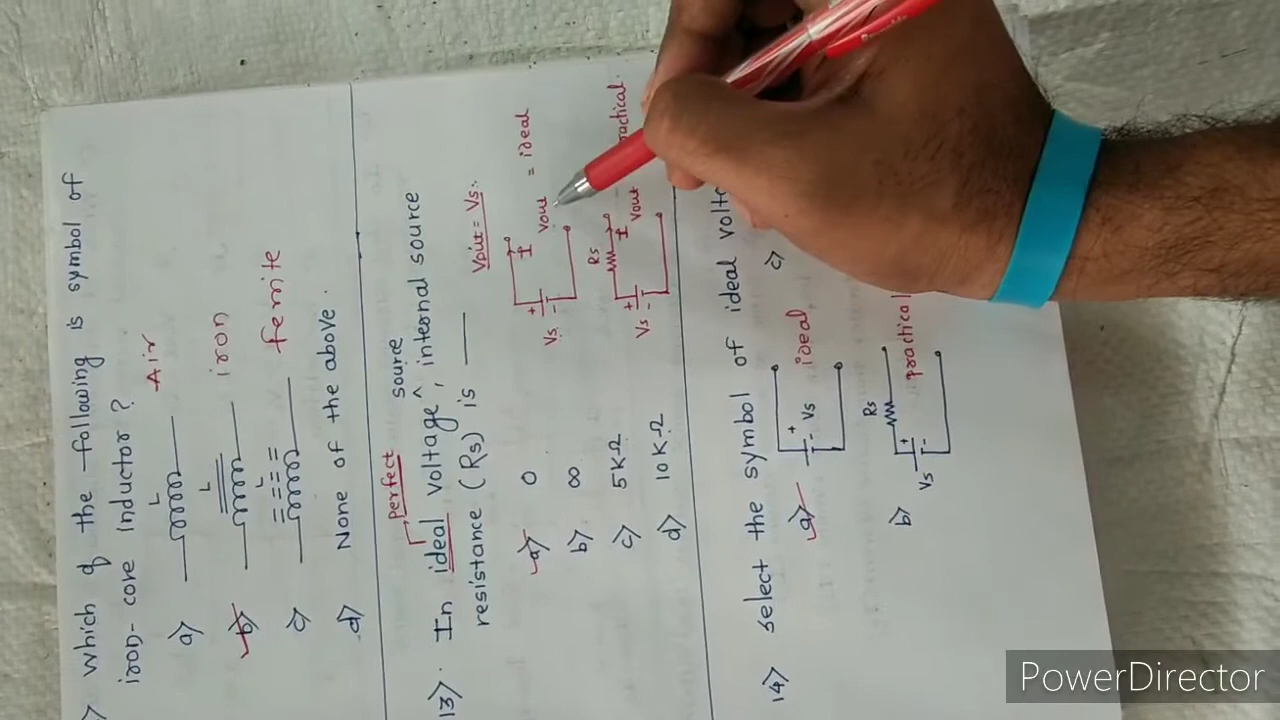 which of the following is symbol of
iron-core Inductor?
a) L Air
b) L iron
c) L ferrite
d) None of the above.
perfect source
13). In ideal voltage ^, internal source
resistance (Rs) is ___
a) 0
b) ∞
c) 5KΩ
d) 10KΩ
Vout = Vs.
Vs + - I Vout = ideal
Rs
Vs + - I Vout
14) select the symbol of ideal
a) + Vs ideal
c)
b) Vs + - Rs practical
PowerDirector